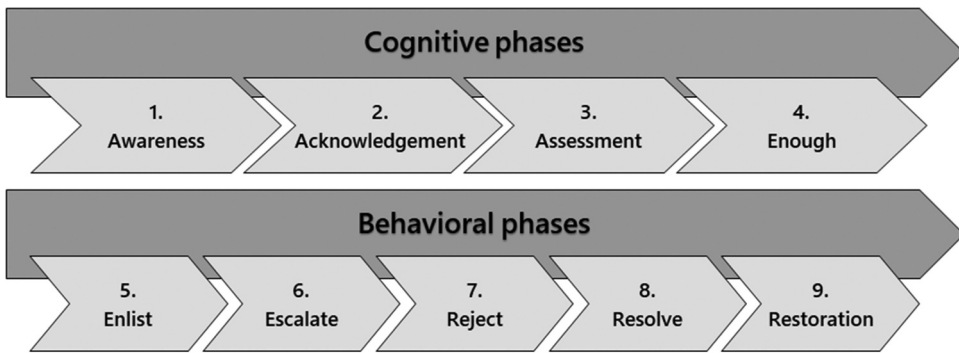 Cognitive phases
1.
Awareness
2.
Acknowledgement
3.
Assessment
4.
Enough
Behavioral phases
5.
Enlist
6.
Escalate
7.
Reject
8.
Resolve
9.
Restoration